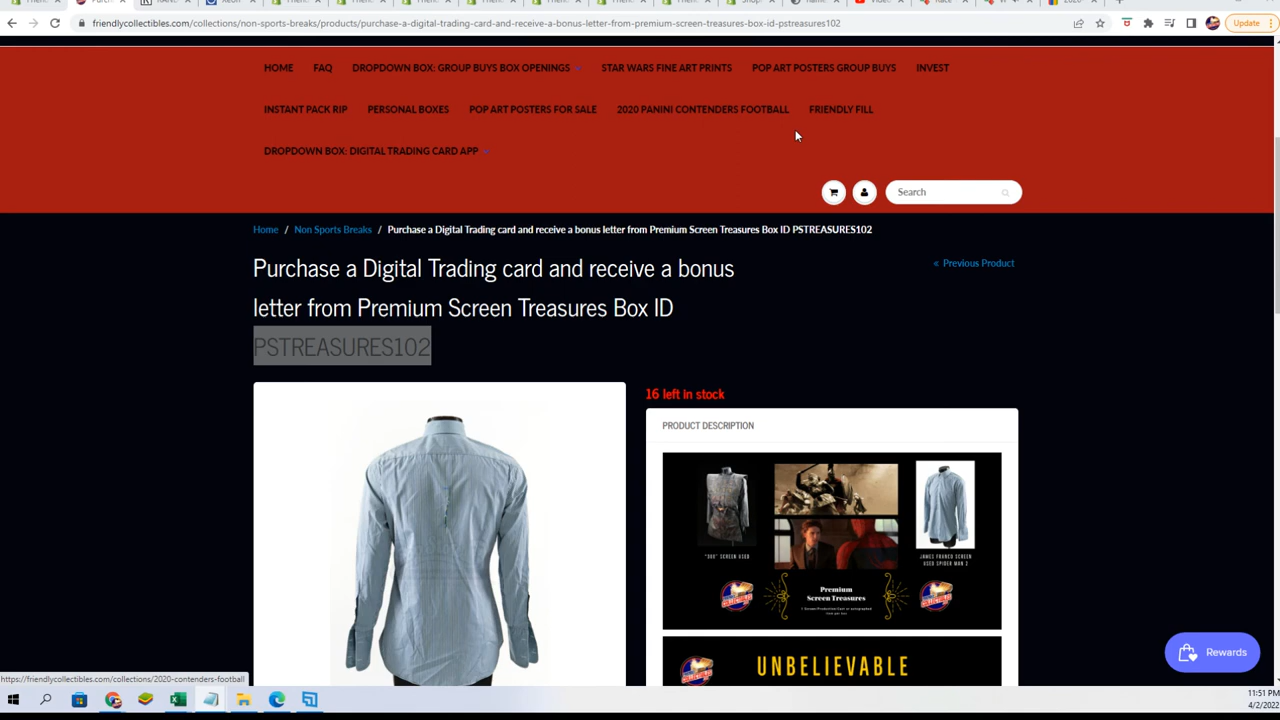 friendlycollectibles.com/collections/non-sports-breaks/products/purchase-a-digital-trading-card-and-receive-a-bonus-letter-from-premium-screen-treasures-box-id-pstreasures102
Update
HOME FAQ DROPDOWN BOX: GROUP BUYS BOX OPENINGS STAR WARS FINE ART PRINTS POP ART POSTERS GROUP BUYS INVEST
INSTANT PACK RIP PERSONAL BOXES POP ART POSTERS FOR SALE 2020 PANINI CONTENDERS FOOTBALL FRIENDLY FILL
DROPDOWN BOX: DIGITAL TRADING CARD APP
Search
Home / Non Sports Breaks / Purchase a Digital Trading card and receive a bonus letter from Premium Screen Treasures Box ID PSTREASURES102
« Previous Product
Purchase a Digital Trading card and receive a bonus
letter from Premium Screen Treasures Box ID
PSTREASURES102
16 left in stock
PRODUCT DESCRIPTION
"300" SCREEN USED
JAMES FRANCO SCREEN
USED SPIDER MAN 3
Premium
Screen Treasures
UNBELIEVABLE
Rewards
https://friendlycollectibles.com/collections/2020-contenders-football
11:51 PM
4/2/2022